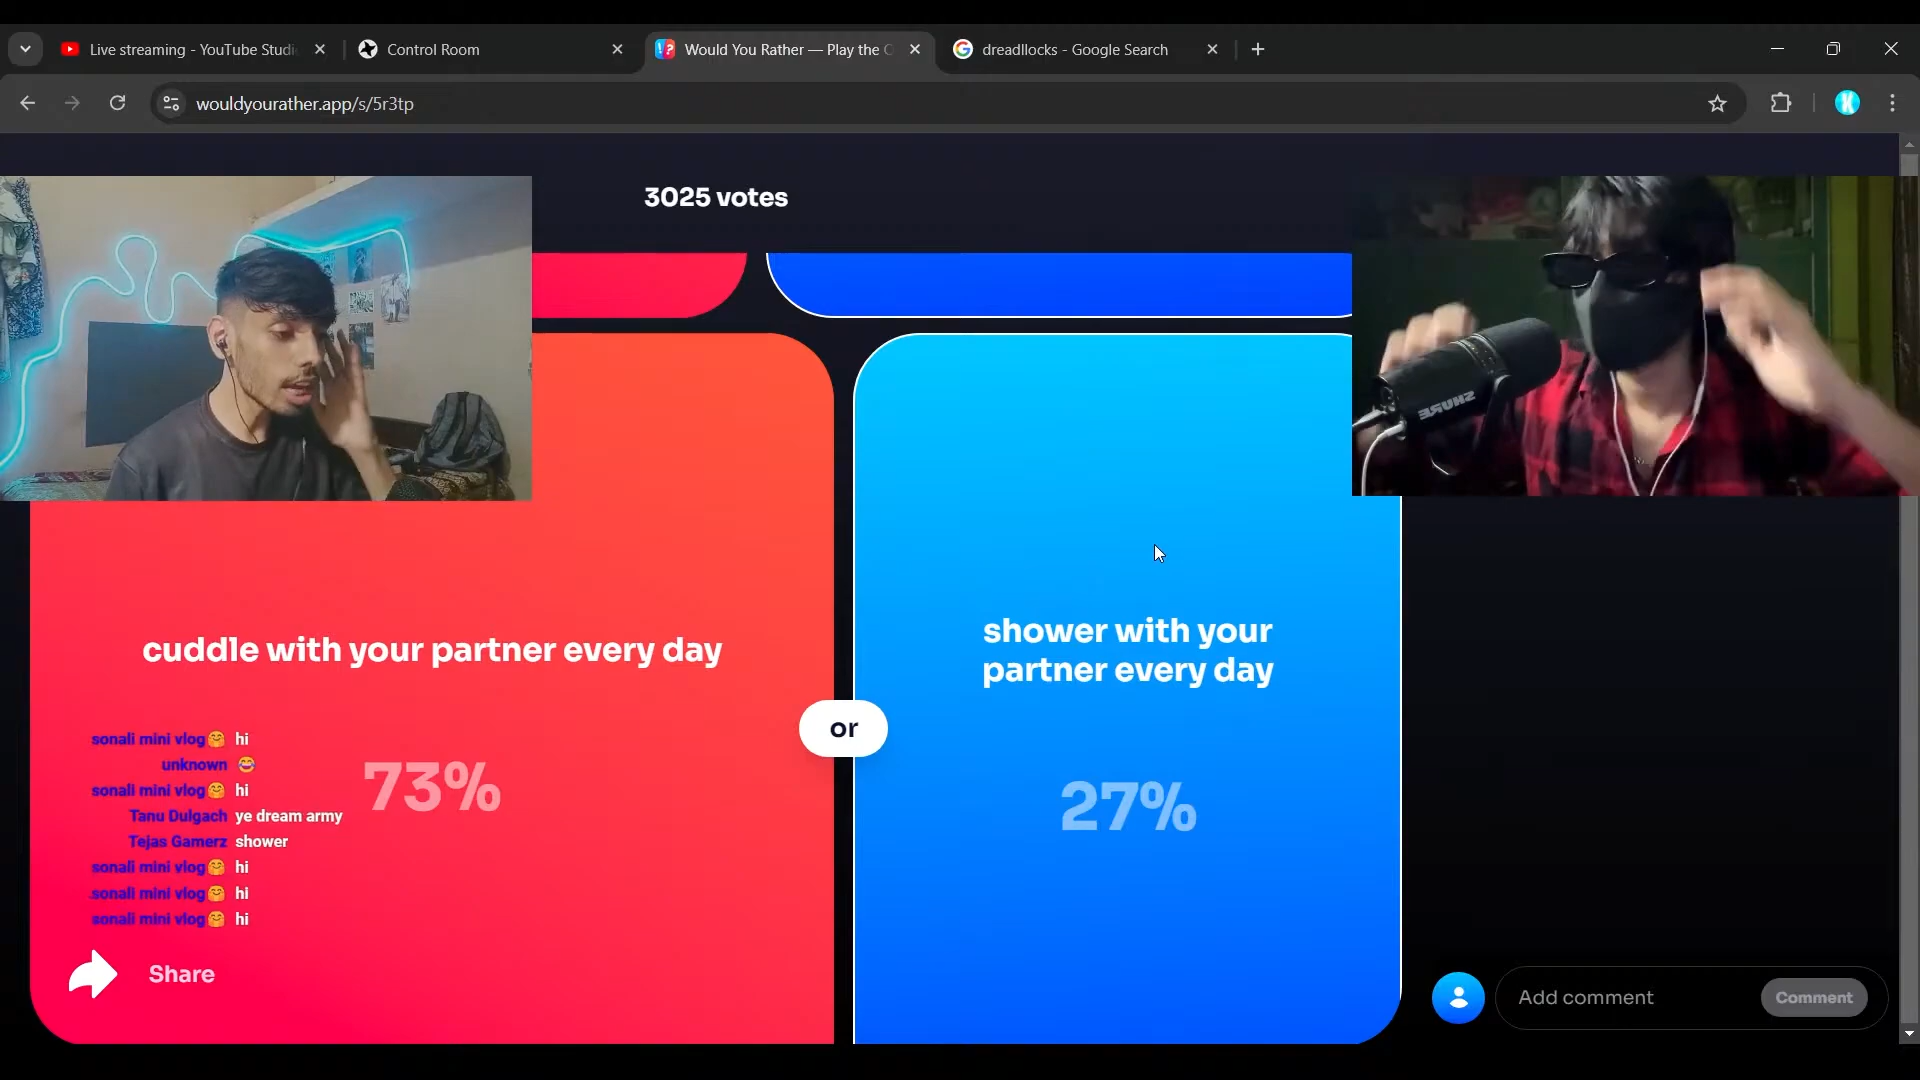 Live streaming - YouTube Studi
Control Room
Would You Rather — Play the C
dreadllocks - Google Search
wouldyourather.app/s/5r3tp
K
3025 votes
SHURE
cuddle with your partner every day
73%
or
shower with your
partner every day
27%
sonali mini vlog🤗 hi
unknown 😂
sonali mini vlog🤗 hi
Tanu Dulgach ye dream army
Tejas Gamerz shower
sonali mini vlog🤗 hi
sonali mini vlog🤗 hi
sonali mini vlog🤗 hi
Share
Add comment
Comment